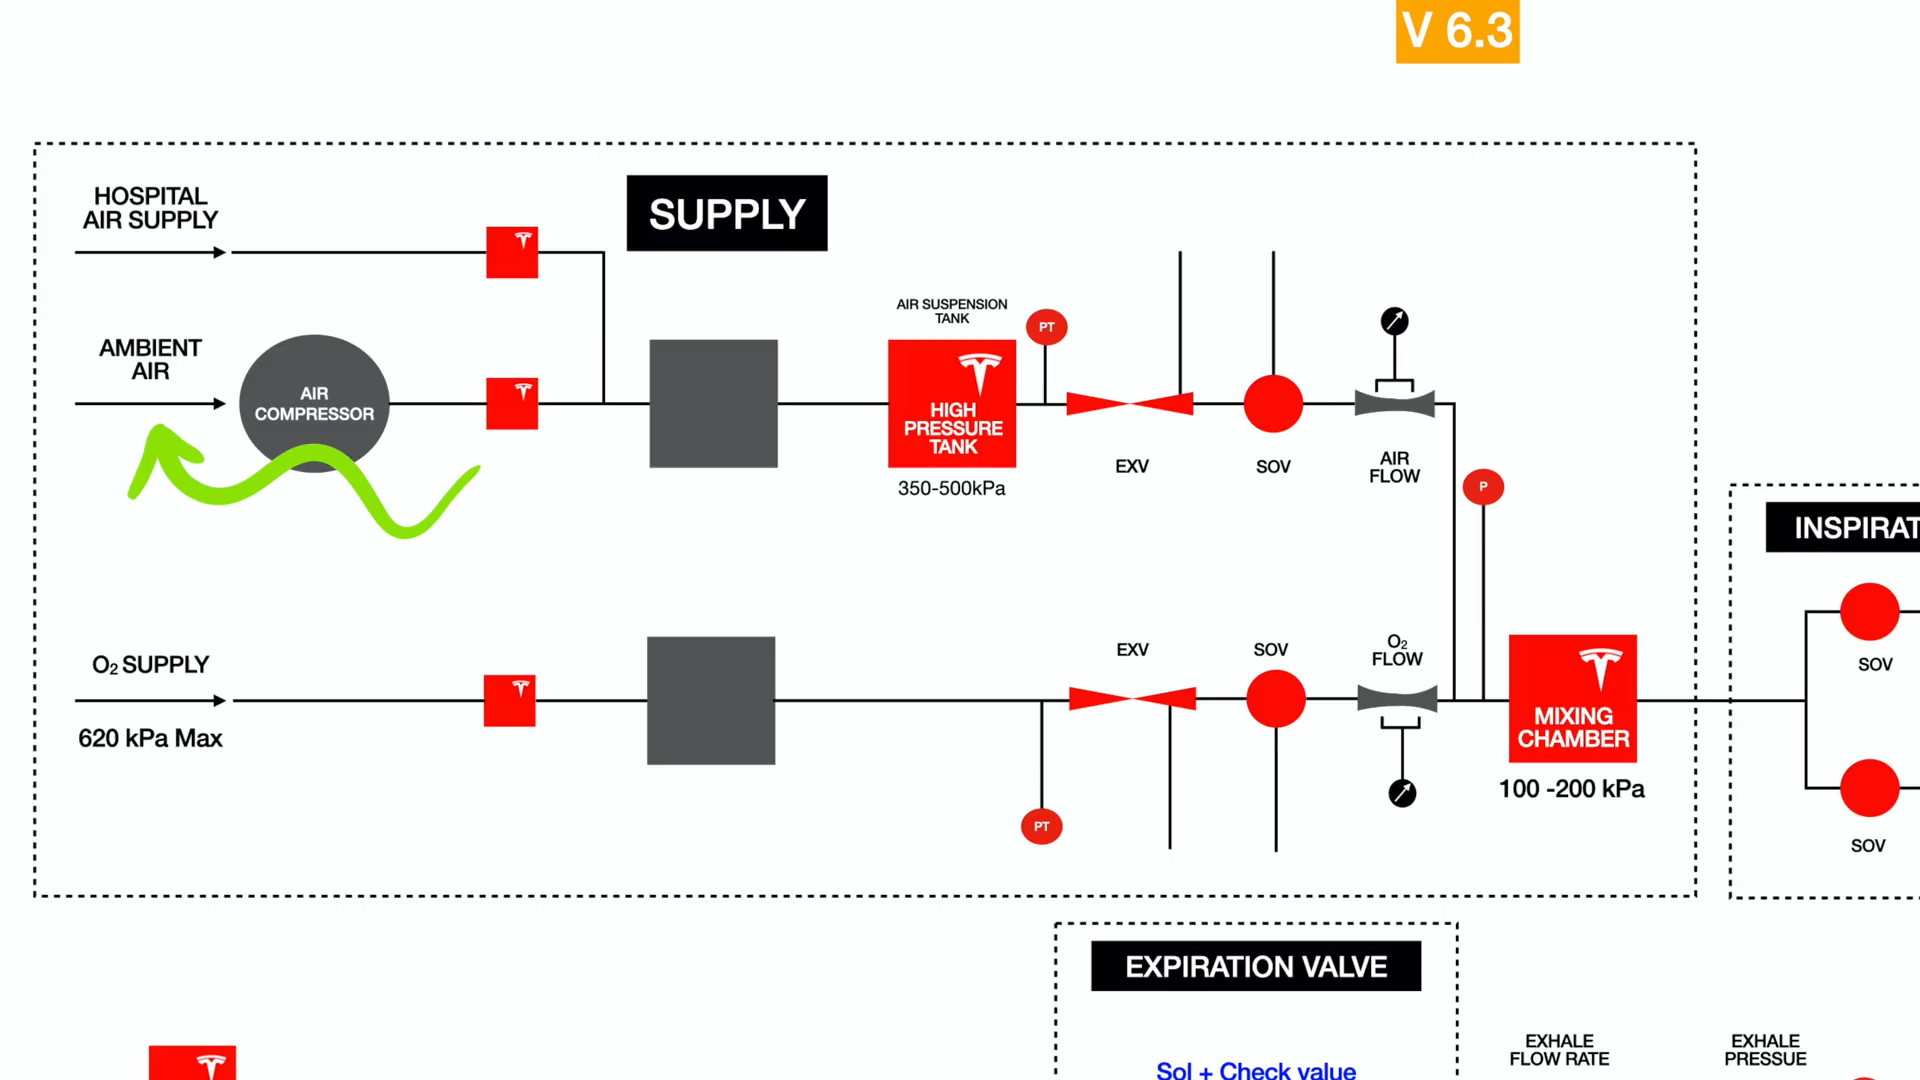 V 6.3
HOSPITAL
AIR SUPPLY
SUPPLY
AIR SUSPENSION
TANK
PT
AMBIENT
AIR
AIR
COMPRESSOR
HIGH
PRESSURE
TANK
350-500kPa
EXV
SOV
AIR
FLOW
P
INSPIRAT
SOV
O₂ SUPPLY
620 kPa Max
EXV
SOV
O₂
FLOW
MIXING
CHAMBER
100 -200 kPa
PT
SOV
EXPIRATION VALVE
Sol + Check value
EXHALE
FLOW RATE
EXHALE
PRESSUE